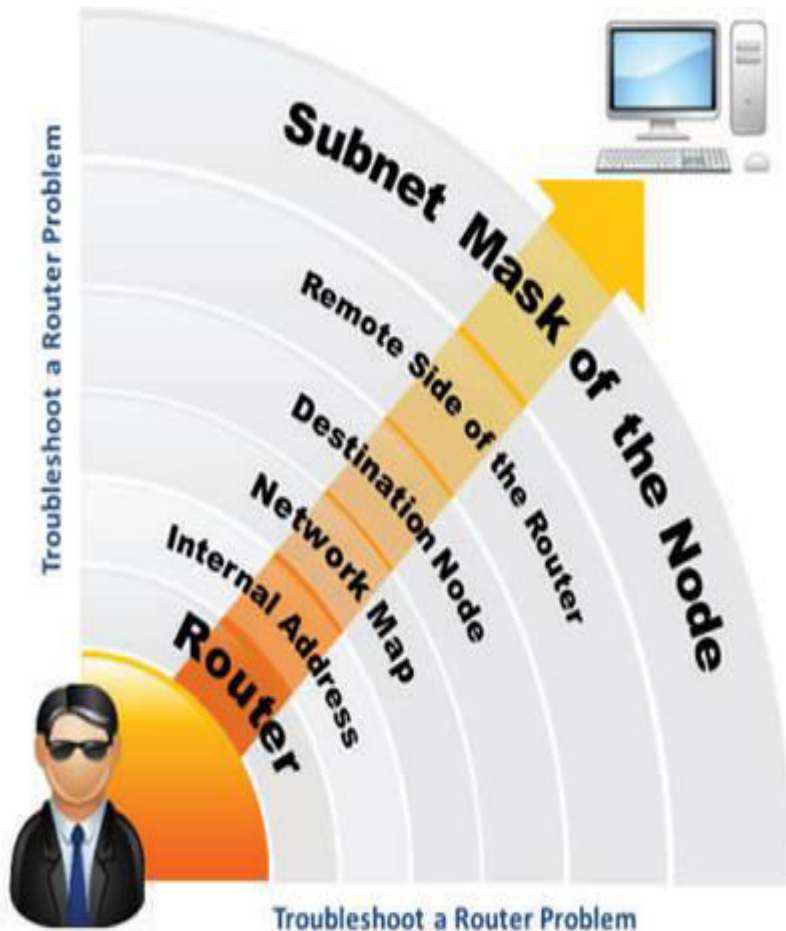 Troubleshoot a Router Problem
Subnet Mask of the Node
Remote Side of the Router
Destination Node
Network Map
Internal Address
Router
Troubleshoot a Router Problem